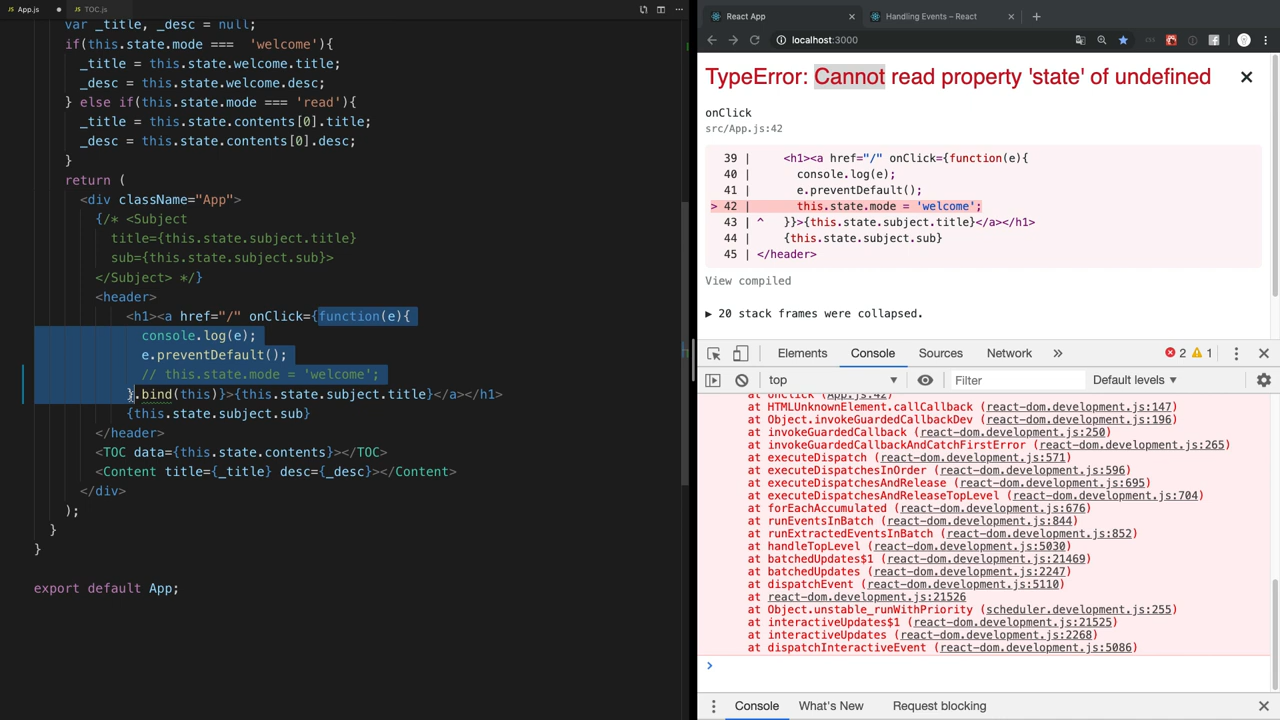 App.js
TOC.js
var _title, _desc = null;
if(this.state.mode === 'welcome'){
_title = this.state.welcome.title;
_desc = this.state.welcome.desc;
} else if(this.state.mode === 'read'){
_title = this.state.contents[0].title;
_desc = this.state.contents[0].desc;
}
return (
<div className="App">
{/* <Subject
title={this.state.subject.title}
sub={this.state.subject.sub}>
</Subject> */}
<header>
<h1><a href="/" onClick={function(e){
console.log(e);
e.preventDefault();
// this.state.mode = 'welcome';
}.bind(this)}>{this.state.subject.title}</a></h1>
{this.state.subject.sub}
</header>
<TOC data={this.state.contents}></TOC>
<Content title={_title} desc={_desc}></Content>
</div>
);
}
}
export default App;
React App
Handling Events – React
localhost:3000
TypeError: Cannot read property 'state' of undefined
onClick
src/App.js:42
39 | <h1><a href="/" onClick={function(e){
40 | console.log(e);
41 | e.preventDefault();
> 42 | this.state.mode = 'welcome';
43 | ^ }}>{this.state.subject.title}</a></h1>
44 | {this.state.subject.sub}
45 | </header>
View compiled
▶ 20 stack frames were collapsed.
Elements Console Sources Network » 2 1
top Filter Default levels ▼
at onClick (App.js:42)
at HTMLUnknownElement.callCallback (react-dom.development.js:147)
at Object.invokeGuardedCallbackDev (react-dom.development.js:196)
at invokeGuardedCallback (react-dom.development.js:250)
at invokeGuardedCallbackAndCatchFirstError (react-dom.development.js:265)
at executeDispatch (react-dom.development.js:571)
at executeDispatchesInOrder (react-dom.development.js:596)
at executeDispatchesAndRelease (react-dom.development.js:695)
at executeDispatchesAndReleaseTopLevel (react-dom.development.js:704)
at forEachAccumulated (react-dom.development.js:676)
at runEventsInBatch (react-dom.development.js:844)
at runExtractedEventsInBatch (react-dom.development.js:852)
at handleTopLevel (react-dom.development.js:5030)
at batchedUpdates$1 (react-dom.development.js:21469)
at batchedUpdates (react-dom.development.js:2247)
at dispatchEvent (react-dom.development.js:5110)
at react-dom.development.js:21526
at Object.unstable_runWithPriority (scheduler.development.js:255)
at interactiveUpdates$1 (react-dom.development.js:21525)
at interactiveUpdates (react-dom.development.js:2268)
at dispatchInteractiveEvent (react-dom.development.js:5086)
>
Console What's New Request blocking